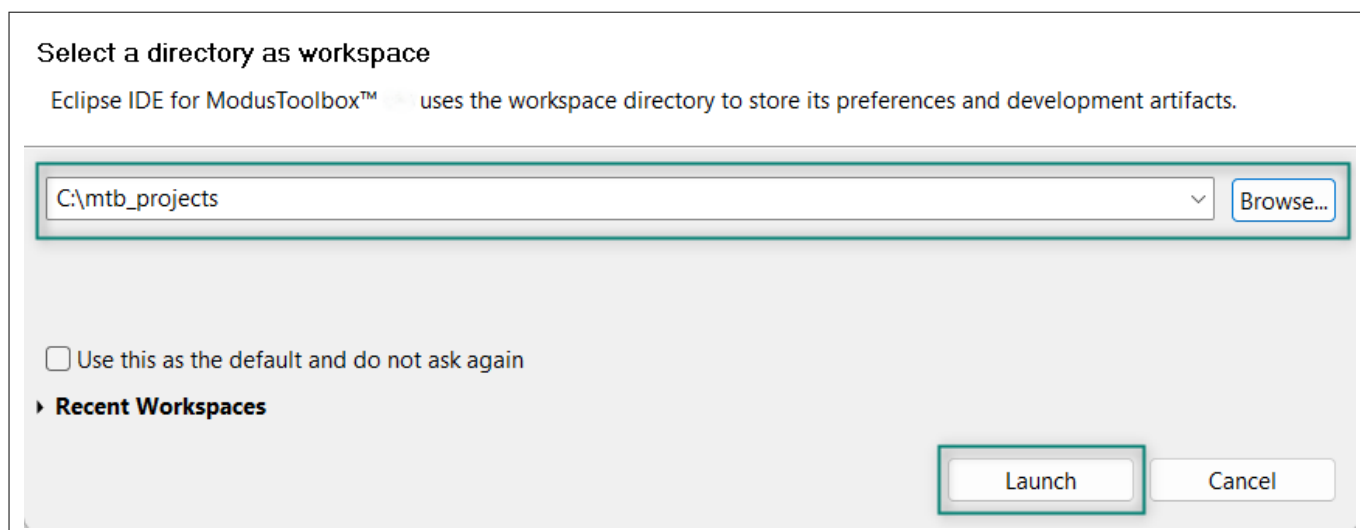 Select a directory as workspace
Eclipse IDE for ModusToolbox™ uses the workspace directory to store its preferences and development artifacts.
C:\mtb_projects
Browse...
Use this as the default and do not ask again
Recent Workspaces
Launch
Cancel